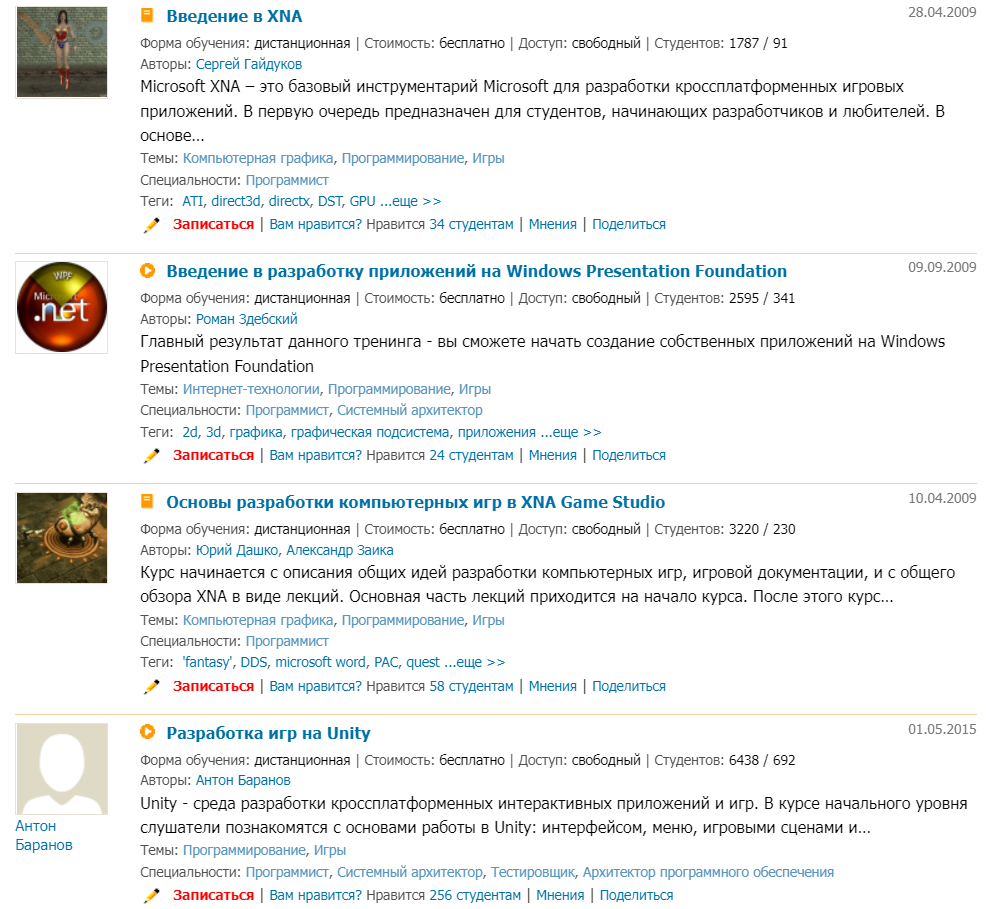 Введение в XNA
28.04.2009
Форма обучения: дистанционная | Стоимость: бесплатно | Доступ: свободный | Студентов: 1787 / 91
Авторы: Сергей Гайдуков
Microsoft XNA – это базовый инструментарий Microsoft для разработки кроссплатформенных игровых
приложений. В первую очередь предназначен для студентов, начинающих разработчиков и любителей. В
основе...
Темы: Компьютерная графика, Программирование, Игры
Специальности: Программист
Теги: ATI, direct3d, directx, DST, GPU ...еще >>
Записаться | Вам нравится? Нравится 34 студентам | Мнения | Поделиться
WPF
.net
Введение в разработку приложений на Windows Presentation Foundation
09.09.2009
Форма обучения: дистанционная | Стоимость: бесплатно | Доступ: свободный | Студентов: 2595 / 341
Авторы: Роман Здебский
Главный результат данного тренинга - вы сможете начать создание собственных приложений на Windows
Presentation Foundation
Темы: Интернет-технологии, Программирование, Игры
Специальности: Программист, Системный архитектор
Теги: 2d, 3d, графика, графическая подсистема, приложения ...еще >>
Записаться | Вам нравится? Нравится 24 студентам | Мнения | Поделиться
Основы разработки компьютерных игр в XNA Game Studio
10.04.2009
Форма обучения: дистанционная | Стоимость: бесплатно | Доступ: свободный | Студентов: 3220 / 230
Авторы: Юрий Дашко, Александр Заика
Курс начинается с описания общих идей разработки компьютерных игр, игровой документации, и с общего
обзора XNA в виде лекций. Основная часть лекций приходится на начало курса. После этого курс...
Темы: Компьютерная графика, Программирование, Игры
Специальности: Программист
Теги: 'fantasy', DDS, microsoft word, PAC, quest ...еще >>
Записаться | Вам нравится? Нравится 58 студентам | Мнения | Поделиться
Антон
Баранов
Разработка игр на Unity
01.05.2015
Форма обучения: дистанционная | Стоимость: бесплатно | Доступ: свободный | Студентов: 6438 / 692
Авторы: Антон Баранов
Unity - среда разработки кроссплатформенных интерактивных приложений и игр. В курсе начального уровня
слушатели познакомятся с основами работы в Unity: интерфейсом, меню, игровыми сценами и...
Темы: Программирование, Игры
Специальности: Программист, Системный архитектор, Тестировщик, Архитектор программного обеспечения
Записаться | Вам нравится? Нравится 256 студентам | Мнения | Поделиться